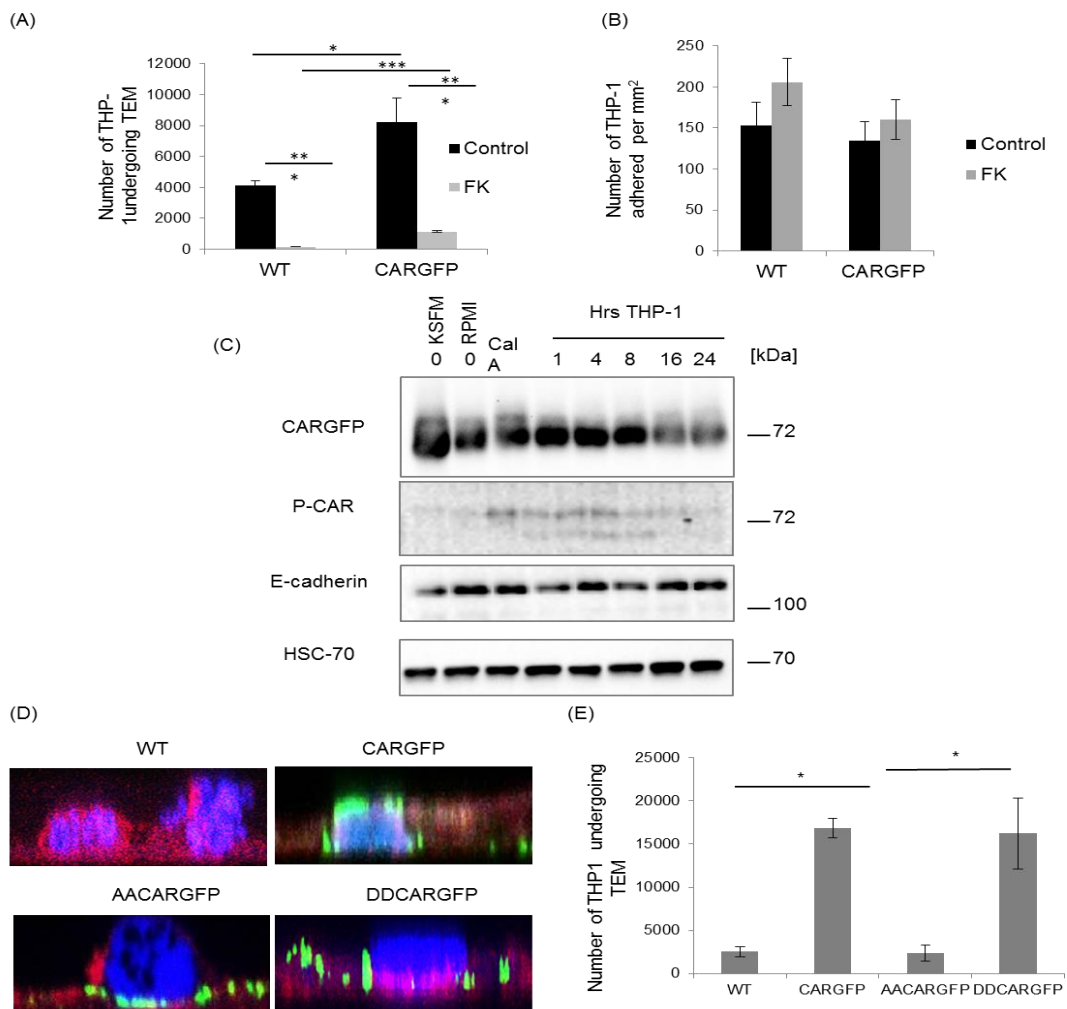 (A)
Number of THP-
1undergoing TEM
12000
10000
8000
6000
4000
2000
0
*
***
**
*
**
*
Control
FK
WT
CARGFP
(B)
Number of THP-1
adhered per mm²
250
200
150
100
50
0
Control
FK
WT
CARGFP
(C)
KSFM
RPMI
Cal
A
Hrs THP-1
0
0
1
4
8
16
24
[kDa]
CARGFP
72
P-CAR
72
E-cadherin
100
HSC-70
70
(D)
WT
CARGFP
AACARGFP
DDCARGFP
(E)
Number of THP1 undergoing
TEM
25000
20000
15000
10000
5000
0
*
*
WT
CARGFP
AACARGFP
DDCARGFP